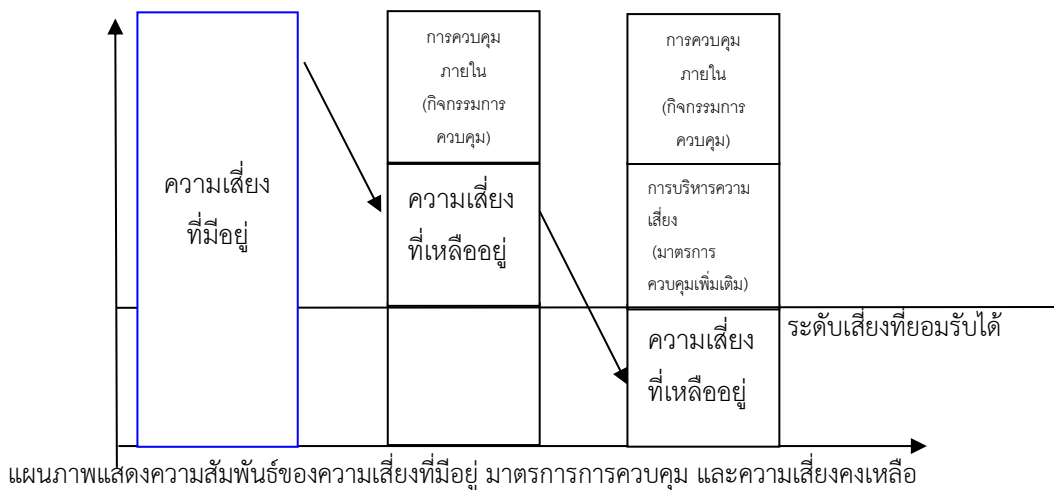 ความเสี่ยง
ที่มีอยู่
การควบคุม
ภายใน
(กิจกรรมการ
ควบคุม)
ความเสี่ยง
ที่เหลืออยู่
การควบคุม
ภายใน
(กิจกรรมการ
ควบคุม)
การบริหารความ
เสี่ยง
(มาตรการ
ควบคุมเพิ่มเติม)
ความเสี่ยง
ที่เหลืออยู่
ระดับเสี่ยงที่ยอมรับได้
แผนภาพแสดงความสัมพันธ์ของความเสี่ยงที่มีอยู่ มาตรการการควบคุม และความเสี่ยงคงเหลือ